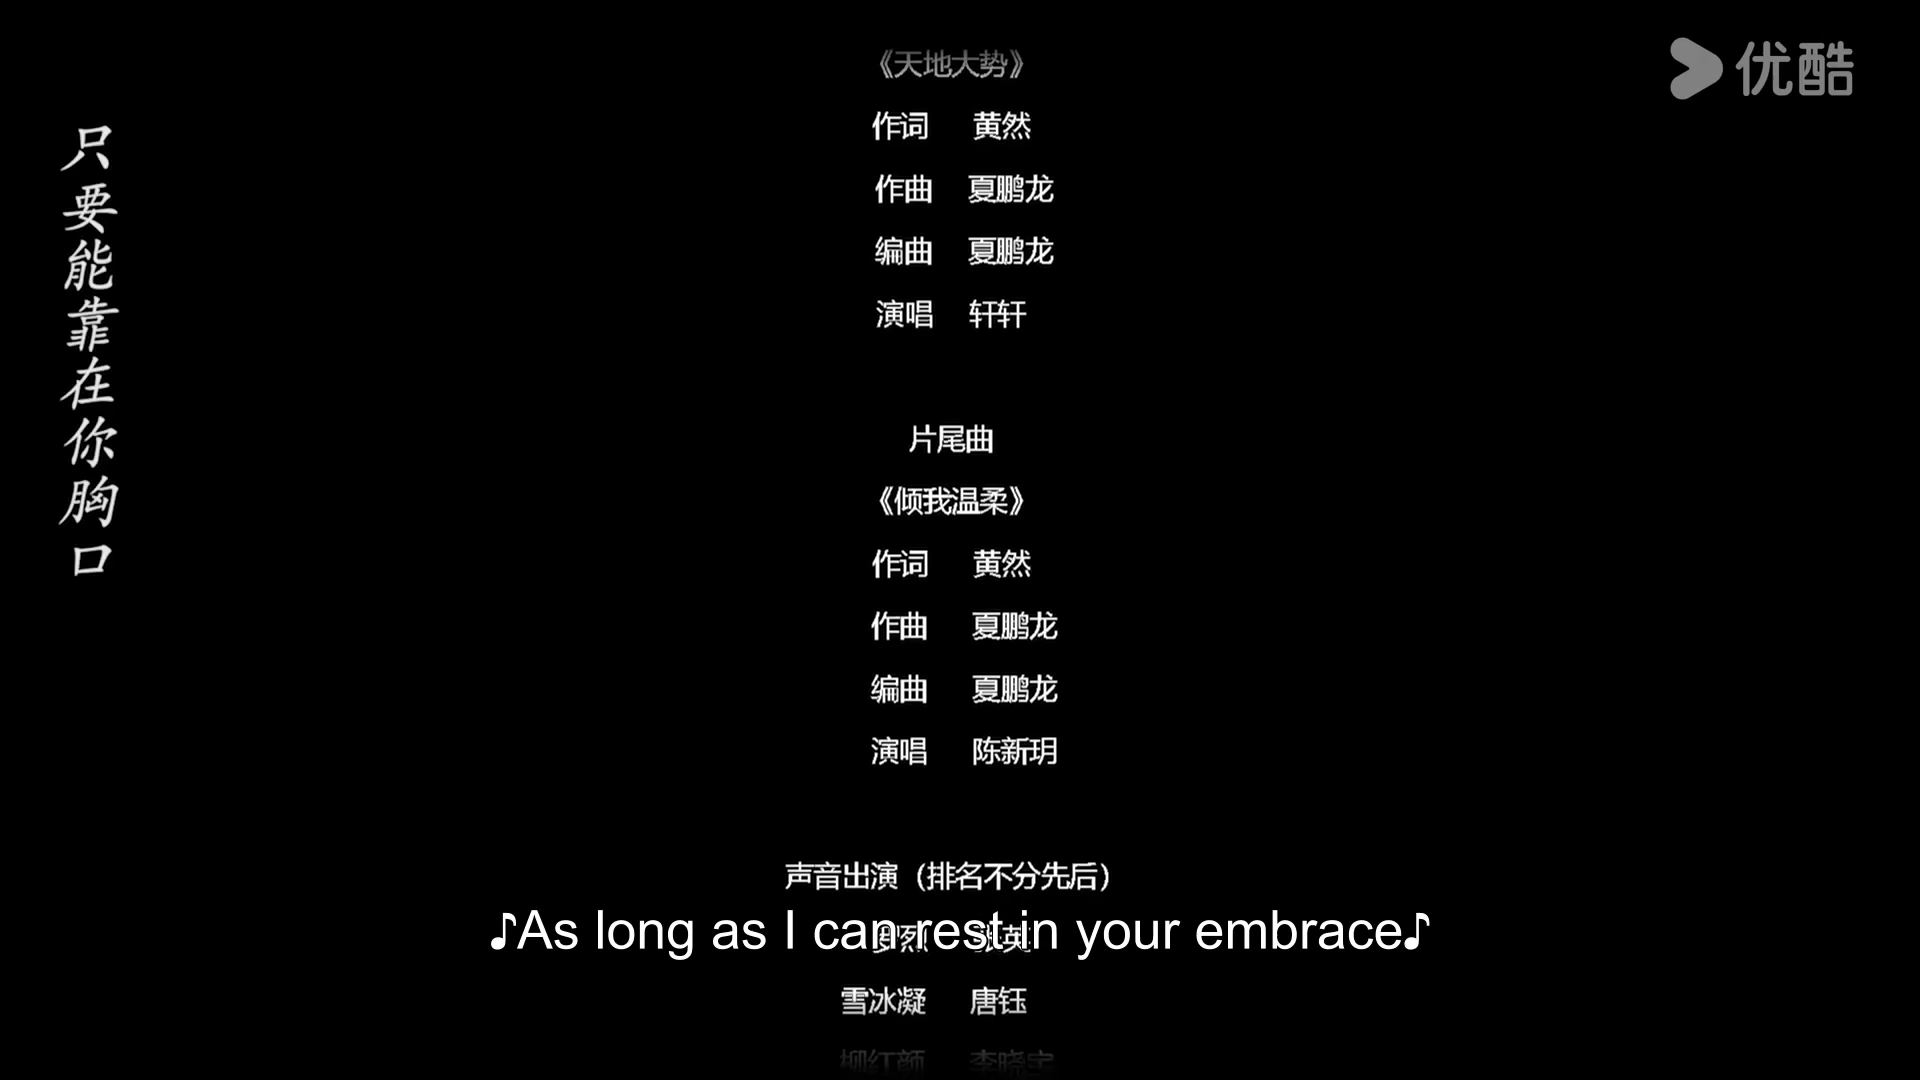 优酷
只要能靠在你胸口
《天地大势》
作词 黄然
作曲 夏鹏龙
编曲 夏鹏龙
演唱 轩轩
片尾曲
《倾我温柔》
作词 黄然
作曲 夏鹏龙
编曲 夏鹏龙
演唱 陈新玥
声音出演（排名不分先后）
♪As long as I can rest in your embrace♪
雪冰凝 唐钰
柳红颜